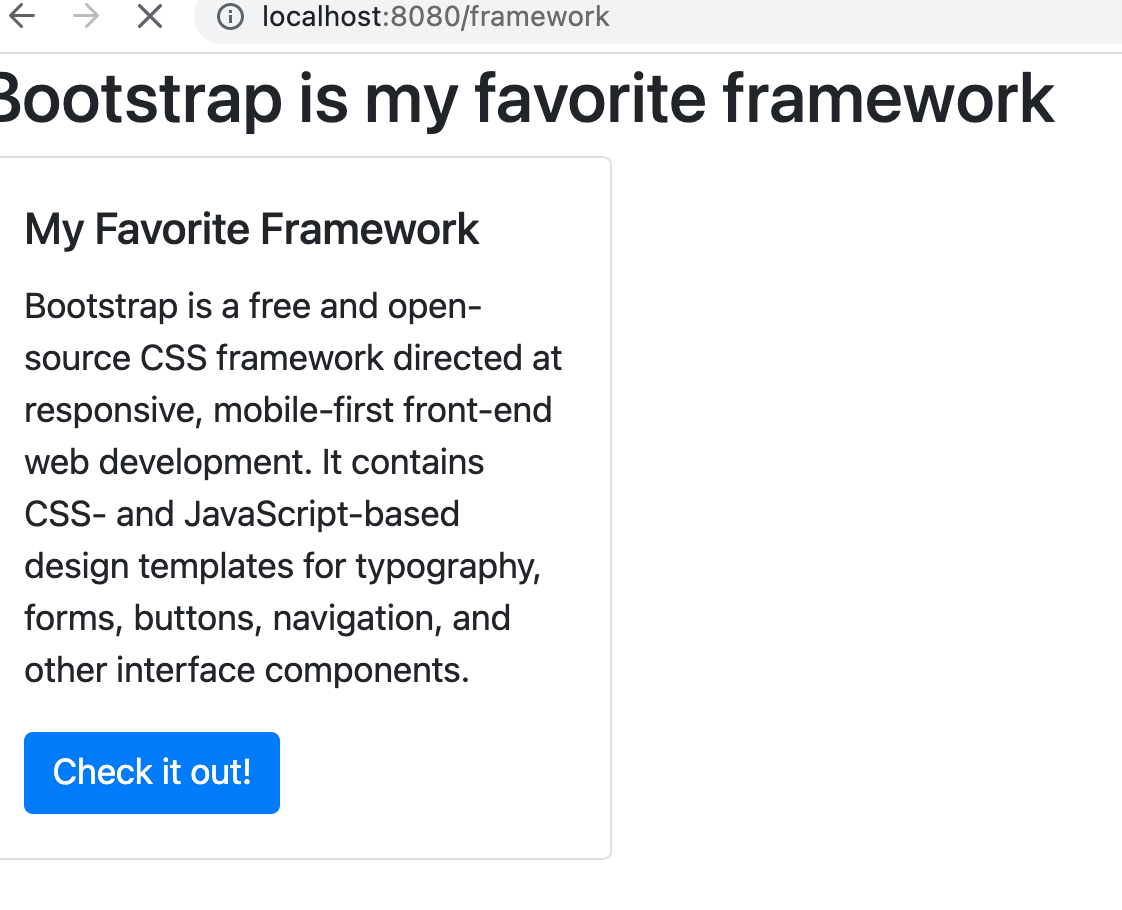 localhost:8080/framework
Bootstrap is my favorite framework
My Favorite Framework
Bootstrap is a free and open-
source CSS framework directed at
responsive, mobile-first front-end
web development. It contains
CSS- and JavaScript-based
design templates for typography,
forms, buttons, navigation, and
other interface components.
Check it out!